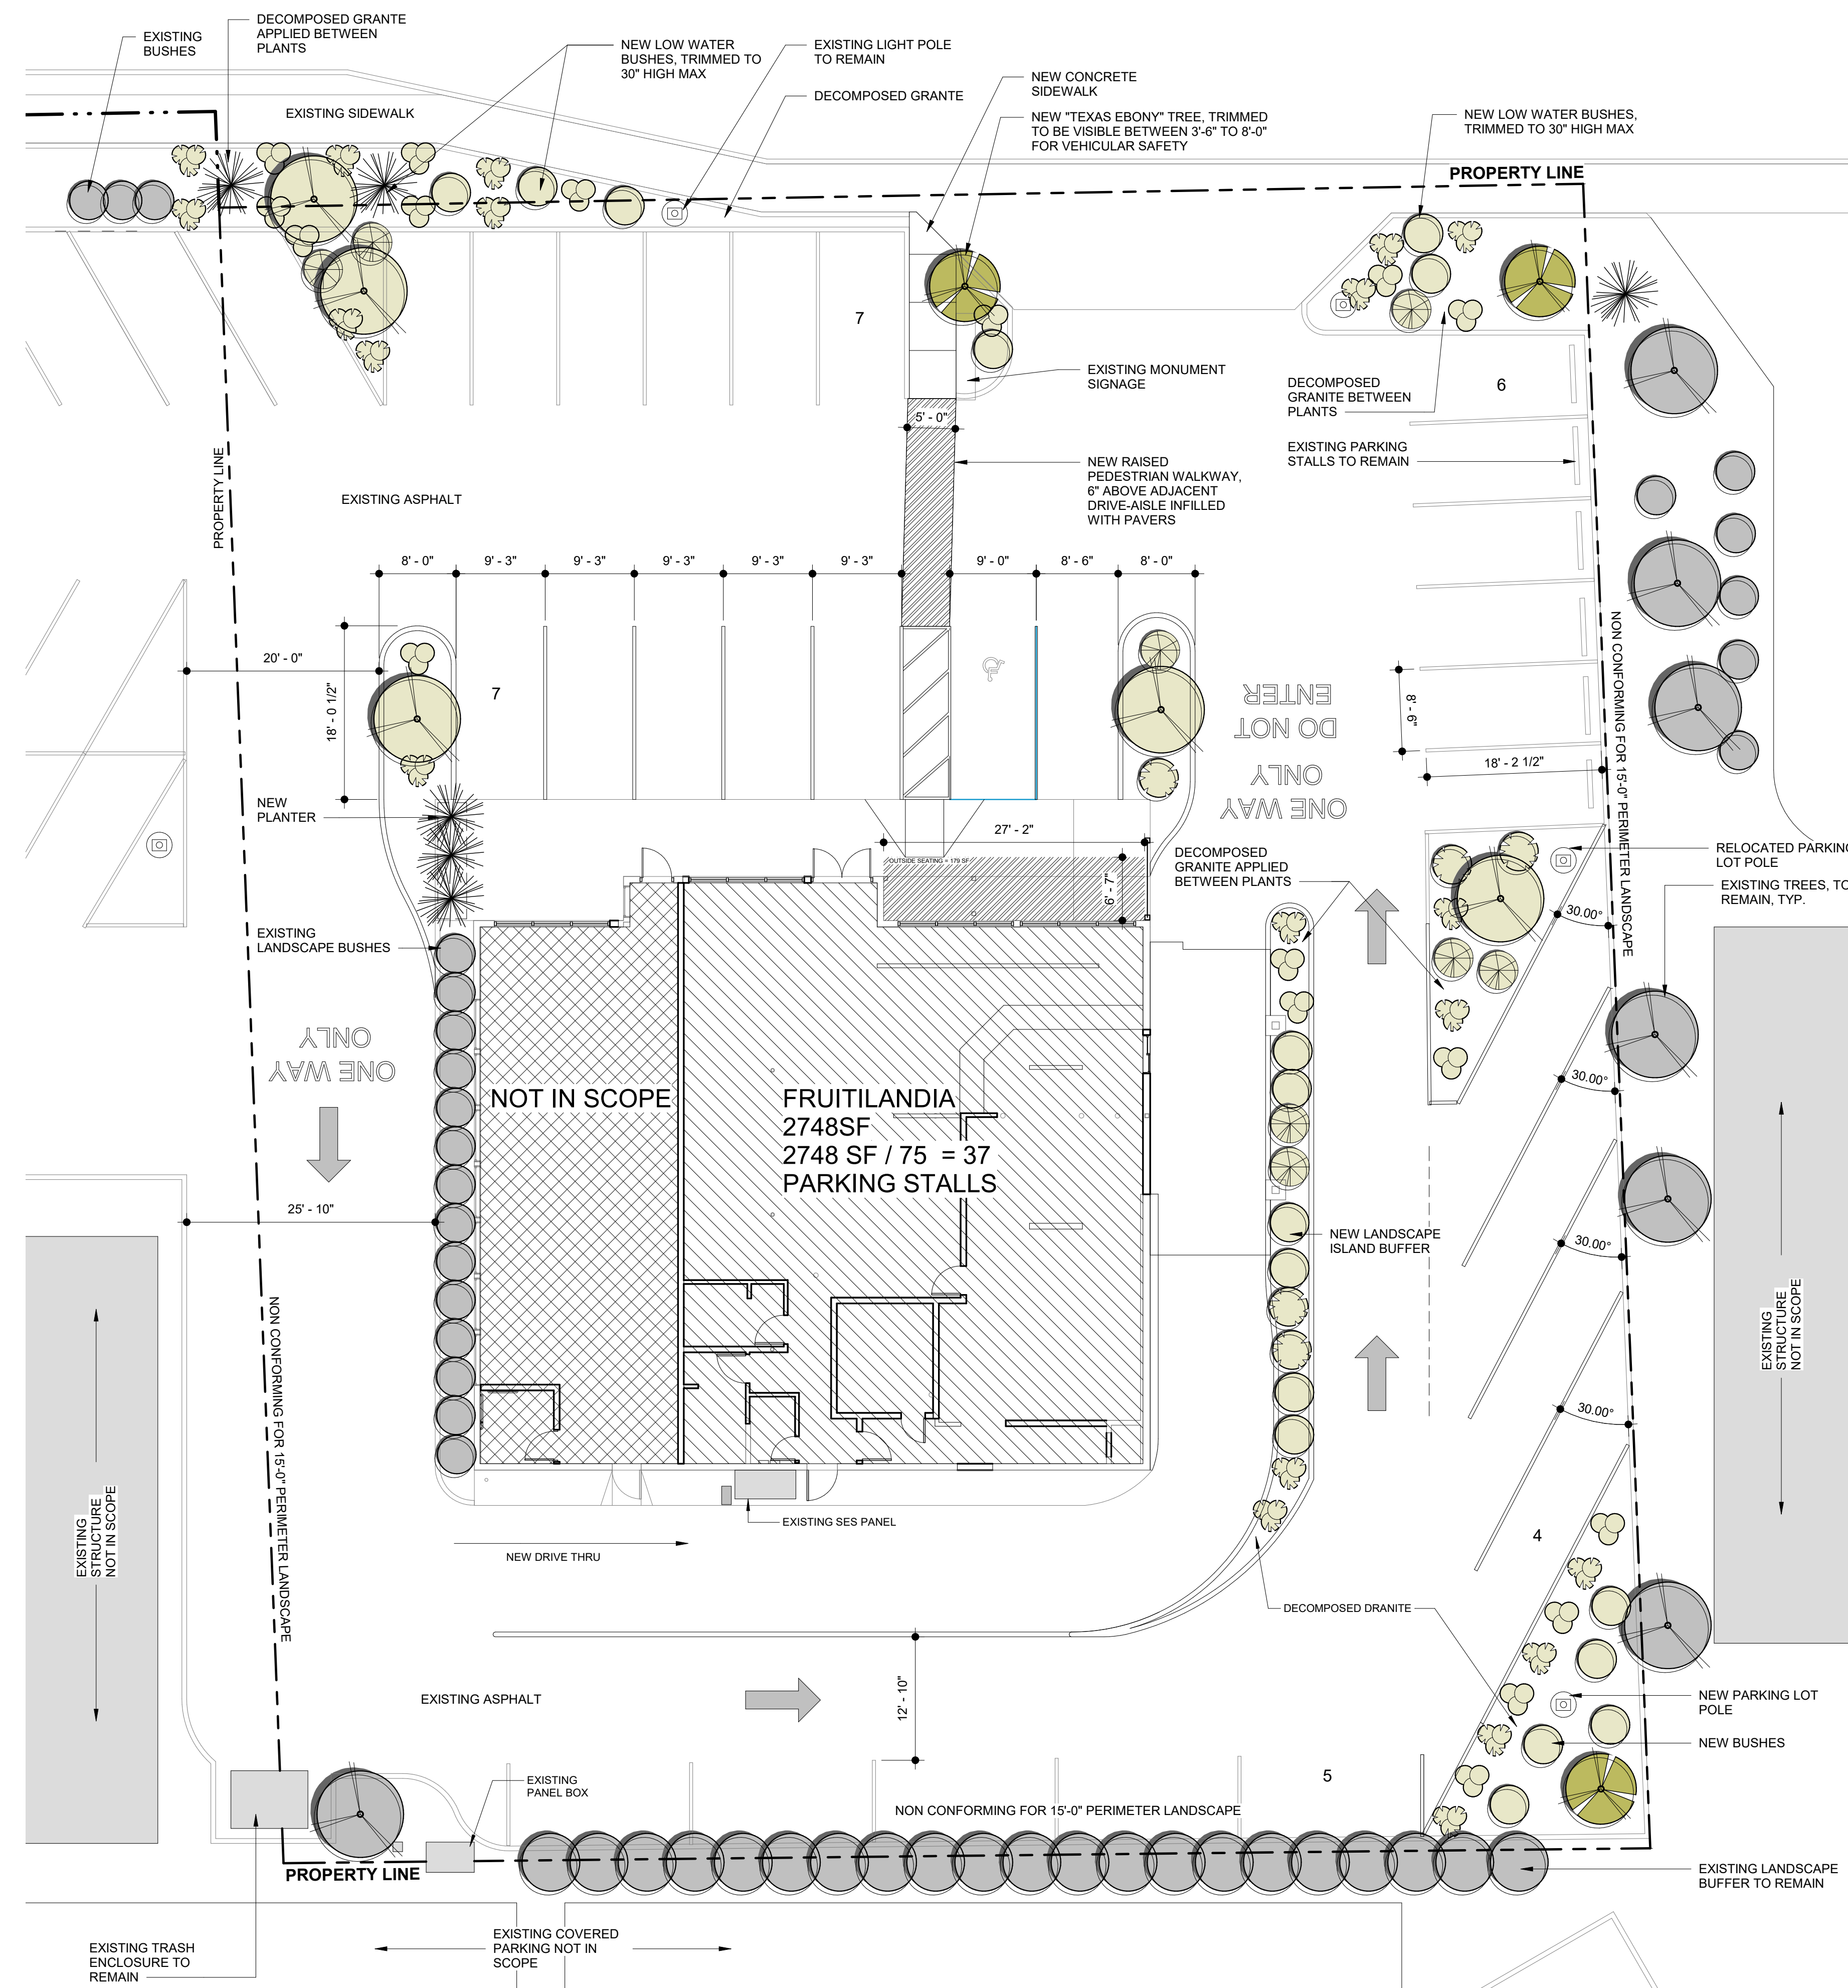 DECOMPOSED GRANTE
APPLIED BETWEEN
PLANTS
EXISTING
BUSHES
NEW LOW WATER
BUSHES, TRIMMED TO
30" HIGH MAX
EXISTING LIGHT POLE
TO REMAIN
DECOMPOSED GRANTE
NEW CONCRETE
SIDEWALK
NEW "TEXAS EBONY" TREE, TRIMMED
TO BE VISIBLE BETWEEN 3'-6" TO 8'-0"
FOR VEHICULAR SAFETY
NEW LOW WATER BUSHES,
TRIMMED TO 30" HIGH MAX
EXISTING SIDEWALK
PROPERTY LINE
7
EXISTING MONUMENT
SIGNAGE
DECOMPOSED
GRANITE BETWEEN
PLANTS
6
5' - 0"
EXISTING PARKING
STALLS TO REMAIN
NEW RAISED
PEDESTRIAN WALKWAY,
6" ABOVE ADJACENT
DRIVE-AISLE INFILLED
WITH PAVERS
PROPERTY LINE
EXISTING ASPHALT
8' - 0"
9' - 3"
9' - 3"
9' - 3"
9' - 3"
9' - 3"
9' - 0"
8' - 6"
8' - 0"
20' - 0"
18' - 0 1/2"
7
ONE WAY
ONLY
DO NOT
ENTER
8' - 6"
18' - 2 1/2"
NON CONFORMING FOR 15'-0" PERIMETER LANDSCAPE
NEW
PLANTER
27' - 2"
OUTSIDE SEATING = 179 SF
6' - 7"
DECOMPOSED
GRANITE APPLIED
BETWEEN PLANTS
RELOCATED PARKING
LOT POLE
EXISTING TREES, TO
REMAIN, TYP.
30.00°
EXISTING
LANDSCAPE BUSHES
ONE WAY
ONLY
NOT IN SCOPE
FRUITILANDIA
2748SF
2748 SF / 75 = 37
PARKING STALLS
30.00°
25' - 10"
NEW LANDSCAPE
ISLAND BUFFER
30.00°
EXISTING
STRUCTURE
NOT IN SCOPE
NON CONFORMING FOR 15'-0" PERIMETER LANDSCAPE
30.00°
EXISTING
STRUCTURE
NOT IN SCOPE
EXISTING SES PANEL
4
NEW DRIVE THRU
DECOMPOSED DRANITE
EXISTING ASPHALT
12' - 10"
NEW PARKING LOT
POLE
NEW BUSHES
EXISTING
PANEL BOX
5
NON CONFORMING FOR 15'-0" PERIMETER LANDSCAPE
PROPERTY LINE
EXISTING LANDSCAPE
BUFFER TO REMAIN
EXISTING TRASH
ENCLOSURE TO
REMAIN
EXISTING COVERED
PARKING NOT IN
SCOPE